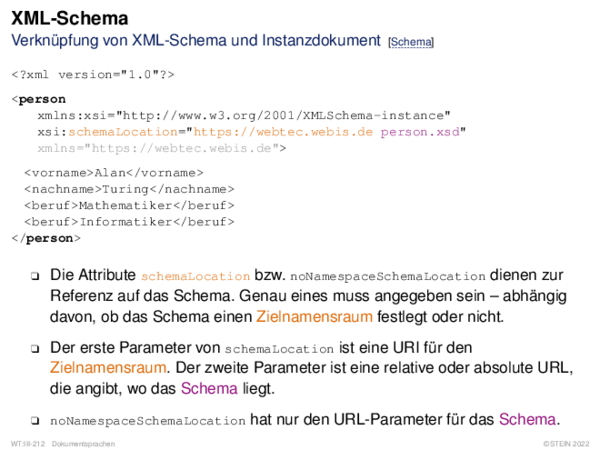 XML-Schema
Verknüpfung von XML-Schema und Instanzdokument [Schema]
<?xml version="1.0"?>
<person
xmlns:xsi="http://www.w3.org/2001/XMLSchema-instance"
xsi:schemaLocation="https://webtec.webis.de person.xsd"
xmlns="https://webtec.webis.de">
<vorname>Alan</vorname>
<nachname>Turing</nachname>
<beruf>Mathematiker</beruf>
<beruf>Informatiker</beruf>
</person>
❑ Die Attribute schemaLocation bzw. noNamespaceSchemaLocation dienen zur
Referenz auf das Schema. Genau eines muss angegeben sein – abhängig
davon, ob das Schema einen Zielnamensraum festlegt oder nicht.
❑ Der erste Parameter von schemaLocation ist eine URI für den
Zielnamensraum. Der zweite Parameter ist eine relative oder absolute URL,
die angibt, wo das Schema liegt.
❑ noNamespaceSchemaLocation hat nur den URL-Parameter für das Schema.
WT:III-212 Dokumentsprachen ©STEIN 2022